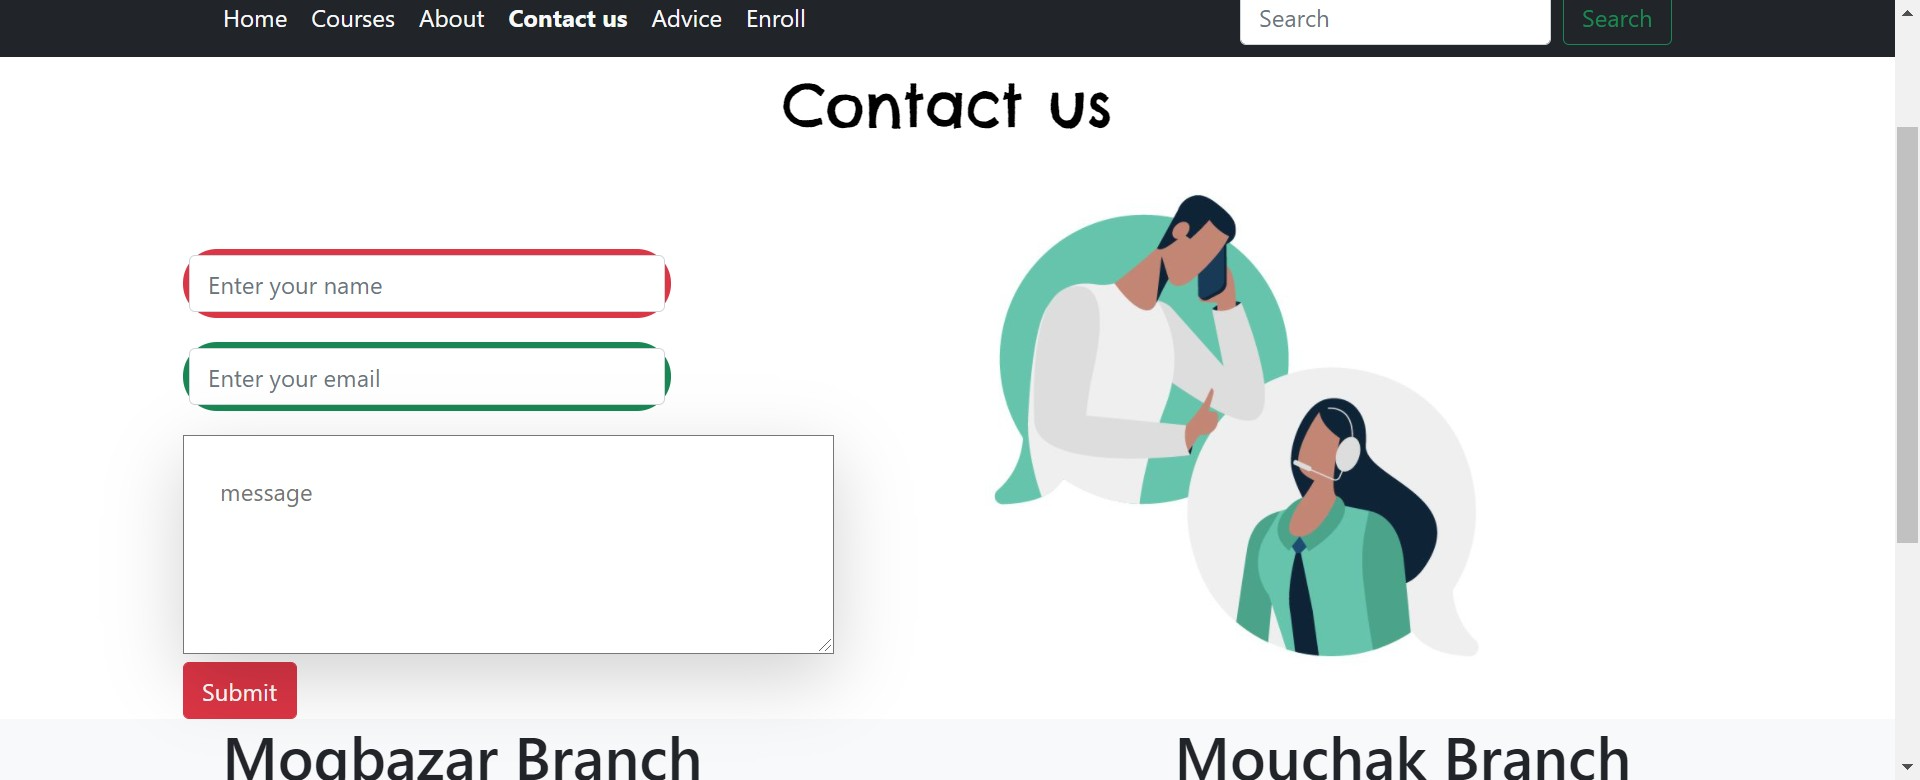 Home Courses About Contact us Advice Enroll Search Search
Contact us
Enter your name
Enter your email
message
Submit
Mogbazar Branch Mouchak Branch